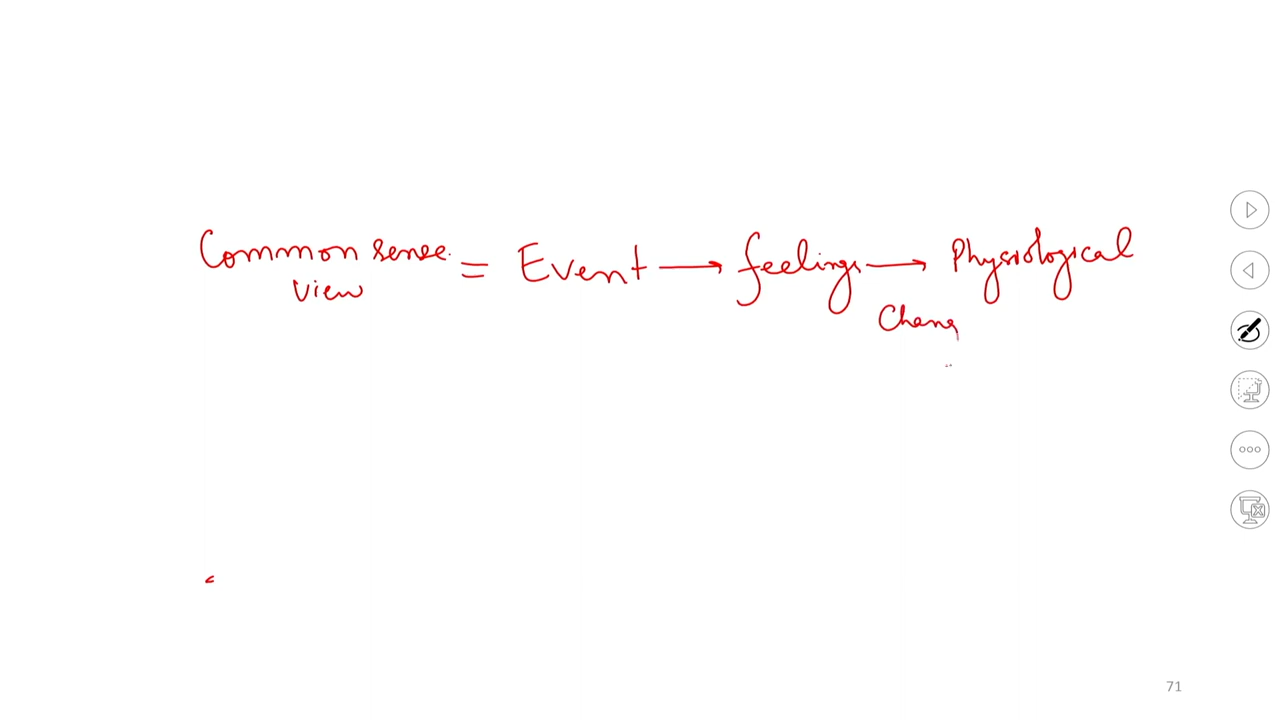 Common sense = Event → feelings → Physiological
view
Chang
71